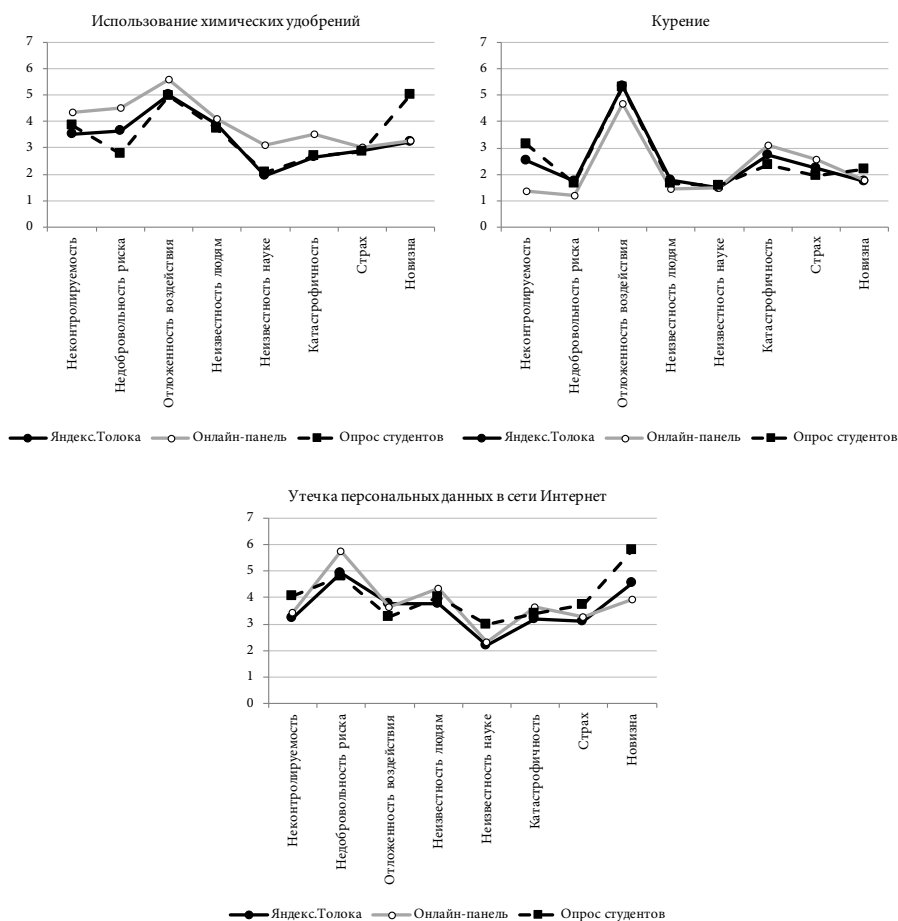 Использование химических удобрений
7
6
5
4
3
2
1
0
Неконтролируемость
Недобровольность риска
Отложенность воздействия
Неизвестность людям
Неизвестность науке
Катастрофичность
Страх
Новизна
Яндекс.Толока Онлайн-панель Опрос студентов
Курение
7
6
5
4
3
2
1
0
Неконтролируемость
Недобровольность риска
Отложенность воздействия
Неизвестность людям
Неизвестность науке
Катастрофичность
Страх
Новизна
Яндекс.Толока Онлайн-панель Опрос студентов
Утечка персональных данных в сети Интернет
7
6
5
4
3
2
1
0
Неконтролируемость
Недобровольность риска
Отложенность воздействия
Неизвестность людям
Неизвестность науке
Катастрофичность
Страх
Новизна
Яндекс.Толока Онлайн-панель Опрос студентов